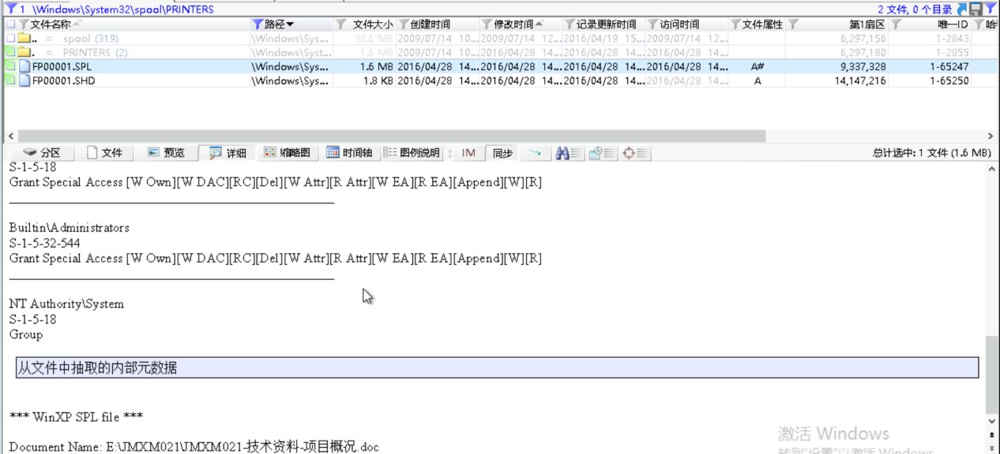 1 \Windows\System32\spool\PRINTERS 2 文件, 0 个目录
文件名称 路径 文件大小 创建时间 修改时间 记录更新时间 访问时间 文件属性 第1扇区 唯一ID
.. = spool (319) \Windows\Sys... 38.6 MB 2009/07/14 10... 2009/07/14 12... 2016/04/19 15... 2009/07/14 12... 6,297,156 1-2843
. = PRINTERS (2) \Windows\Syst... 1.6 MB 2009/07/14 10... 2016/04/28 14... 2016/04/28 14... 2016/04/28 14... 6,297,180 1-2855
FP00001.SPL \Windows\Sys... 1.6 MB 2016/04/28 14... 2016/04/28 14... 2016/04/28 14... 2016/04/28 14... A# 9,337,328 1-65247
FP00001.SHD \Windows\Sys... 1.8 KB 2016/04/28 14... 2016/04/28 14... 2016/04/28 14... 2016/04/28 14... A 14,147,216 1-65250
分区 文件 预览 详细 缩略图 时间轴 图例说明 IM 同步 总计选中: 1 文件 (1.6 MB)
S-1-5-18
Grant Special Access [W Own][W DAC][RC][Del][W Attr][R Attr][W EA][R EA][Append][W][R]
Builtin\Administrators
S-1-5-32-544
Grant Special Access [W Own][W DAC][RC][Del][W Attr][R Attr][W EA][R EA][Append][W][R]
NT Authority\System
S-1-5-18
Group
从文件中抽取的内部元数据
*** WinXP SPL file ***
激活 Windows
Document Name: E:\JMXM021\JMXM021-技术资料-项目概况.doc
转到"设置"以激活 Windows